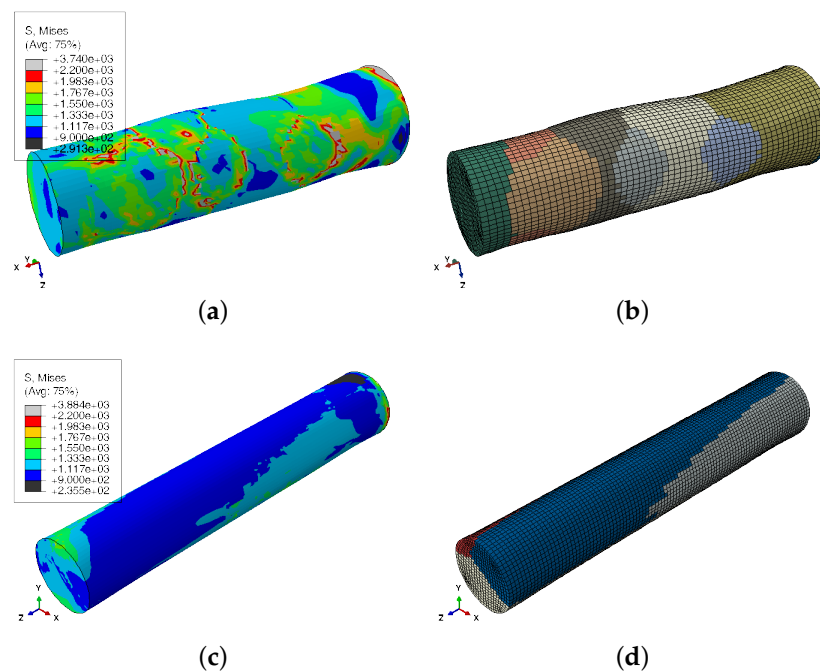 S, Mises
(Avg: 75%)
+3.740e+03
+2.200e+03
+1.983e+03
+1.767e+03
+1.550e+03
+1.333e+03
+1.117e+03
+9.000e+02
+2.913e+02
Y
X
Z
(a)
Y
X
Z
(b)
S, Mises
(Avg: 75%)
+3.884e+03
+2.200e+03
+1.983e+03
+1.767e+03
+1.550e+03
+1.333e+03
+1.117e+03
+9.000e+02
+2.355e+02
Y
Z
X
(c)
Y
Z
X
(d)